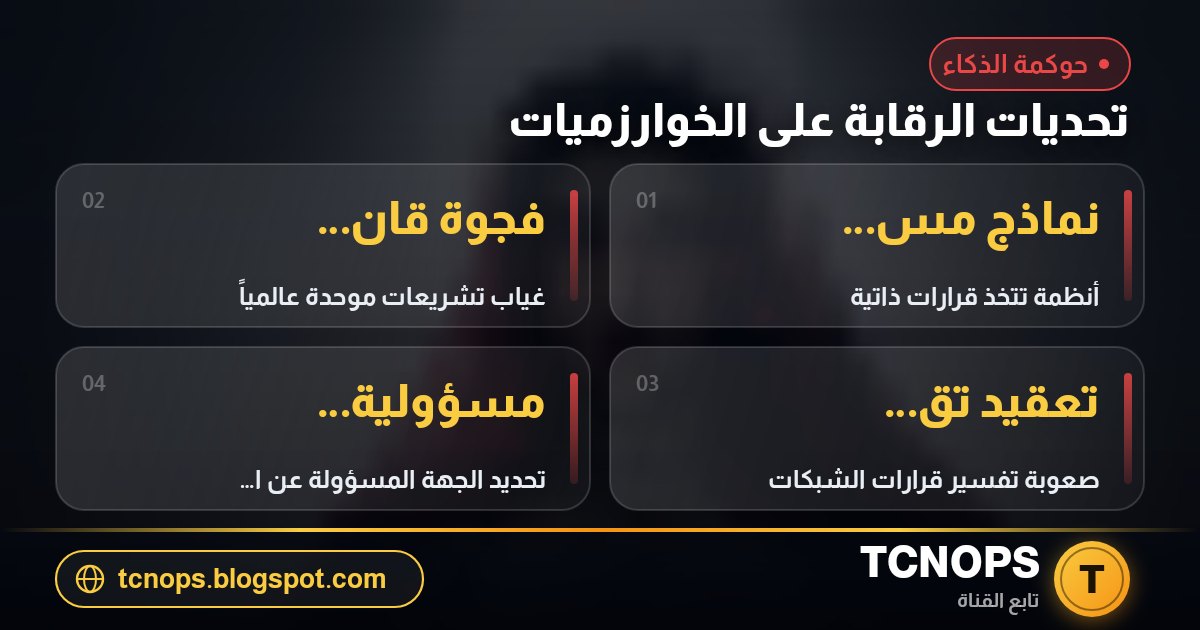 حوكمة الذكاء
تحديات الرقابة على الخوارزميات
01
نماذج مس...
أنظمة تتخذ قرارات ذاتية
02
فجوة قان...
غياب تشريعات موحدة عالمياً
03
تعقيد تق...
صعوبة تفسير قرارات الشبكات
04
مسؤولية...
تحديد الجهة المسؤولة عن ا...
T
TCNOPS
تابع القناة
tcnops.blogspot.com